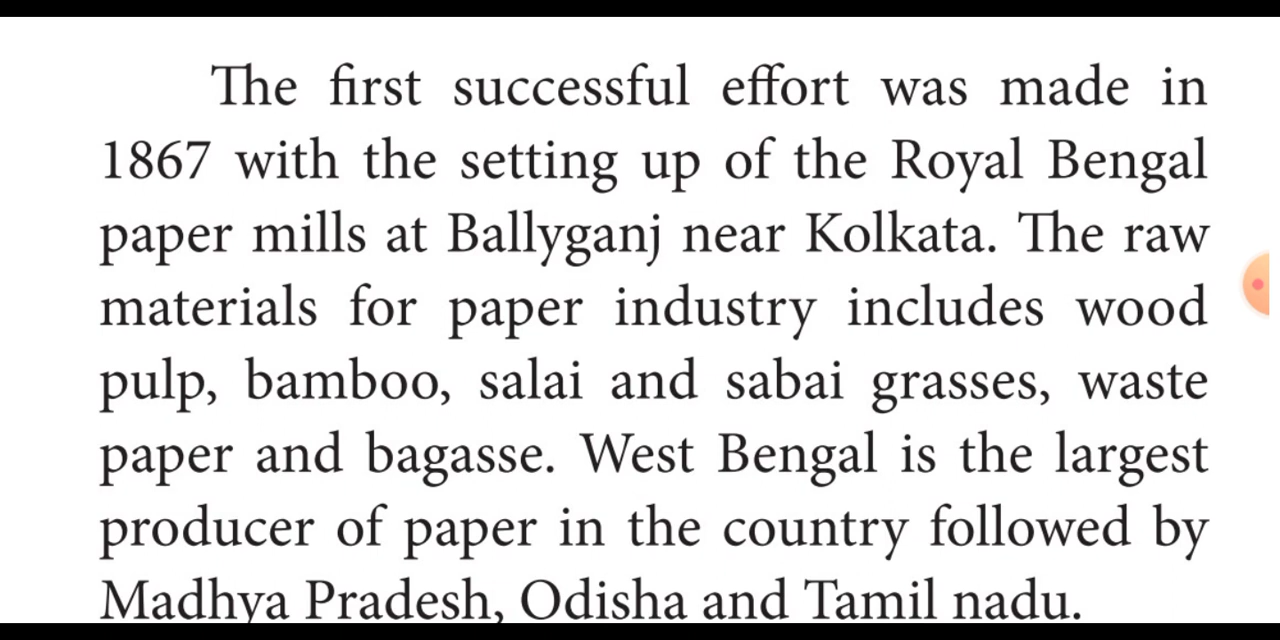 The first successful effort was made in
1867 with the setting up of the Royal Bengal
paper mills at Ballyganj near Kolkata. The raw
materials for paper industry includes wood
pulp, bamboo, salai and sabai grasses, waste
paper and bagasse. West Bengal is the largest
producer of paper in the country followed by
Madhya Pradesh, Odisha and Tamil nadu.